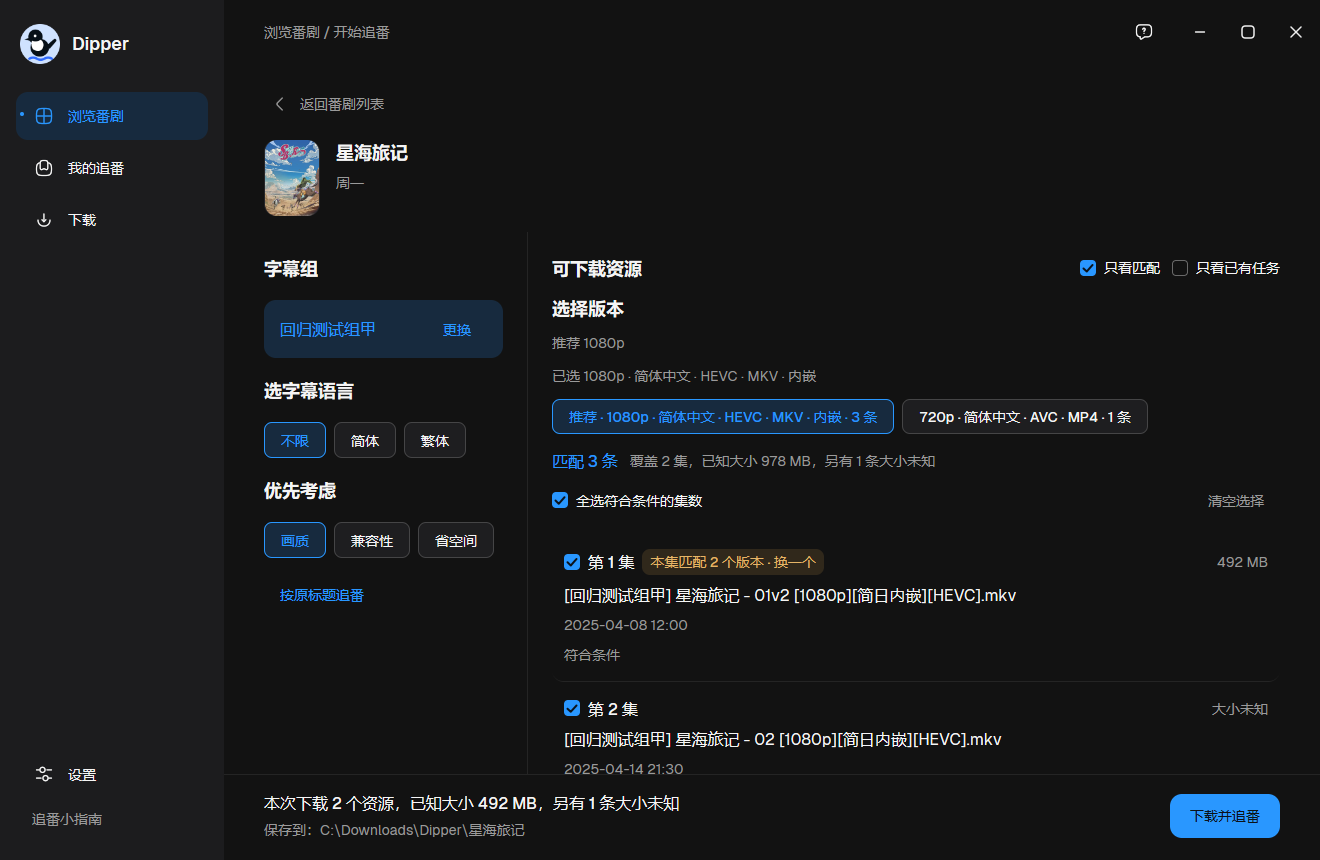 Dipper
浏览番剧 / 开始追番
浏览番剧
我的追番
下载
设置
追番小指南
返回番剧列表
星海旅记
周一
字幕组
回归测试组甲 更换
选字幕语言
不限 简体 繁体
优先考虑
画质 兼容性 省空间
按原标题追番
可下载资源 只看匹配 只看已有任务
选择版本
推荐 1080p
已选 1080p · 简体中文 · HEVC · MKV · 内嵌
推荐 · 1080p · 简体中文 · HEVC · MKV · 内嵌 · 3 条 720p · 简体中文 · AVC · MP4 · 1 条
匹配 3 条 覆盖 2 集，已知大小 978 MB，另有 1 条大小未知
全选符合条件的集数 清空选择
第 1 集 本集匹配 2 个版本 · 换一个 492 MB
[回归测试组甲] 星海旅记 - 01v2 [1080p][简日内嵌][HEVC].mkv
2025-04-08 12:00
符合条件
第 2 集 大小未知
[回归测试组甲] 星海旅记 - 02 [1080p][简日内嵌][HEVC].mkv
2025-04-14 21:30
本次下载 2 个资源，已知大小 492 MB，另有 1 条大小未知
保存到：C:\Downloads\Dipper\星海旅记
下载并追番